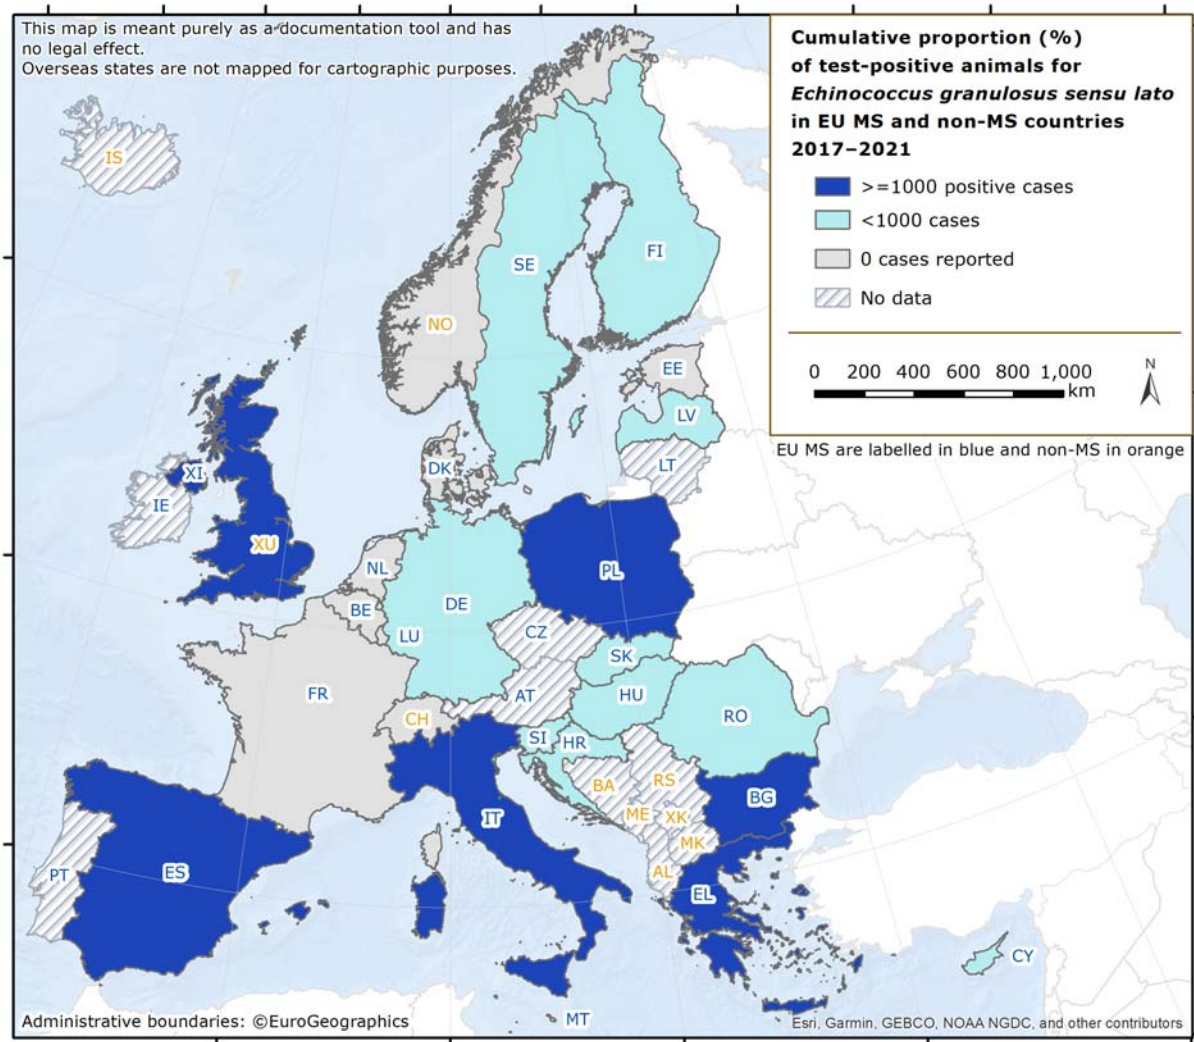 This map is meant purely as a documentation tool and has
no legal effect.
Overseas states are not mapped for cartographic purposes.
Cumulative proportion (%)
of test-positive animals for
Echinococcus granulosus sensu lato
in EU MS and non-MS countries
2017–2021
>=1000 positive cases
<1000 cases
0 cases reported
No data
0 200 400 600 800 1,000
km
N
EU MS are labelled in blue and non-MS in orange
IS
SE
FI
NO
EE
LV
LT
DK
XI
IE
XU
NL
BE
LU
DE
PL
CZ
SK
AT
HU
FR
CH
SI
HR
RO
BA
RS
ME
XK
MK
AL
BG
IT
PT
ES
EL
CY
MT
Administrative boundaries: ©EuroGeographics
Esri, Garmin, GEBCO, NOAA NGDC, and other contributors